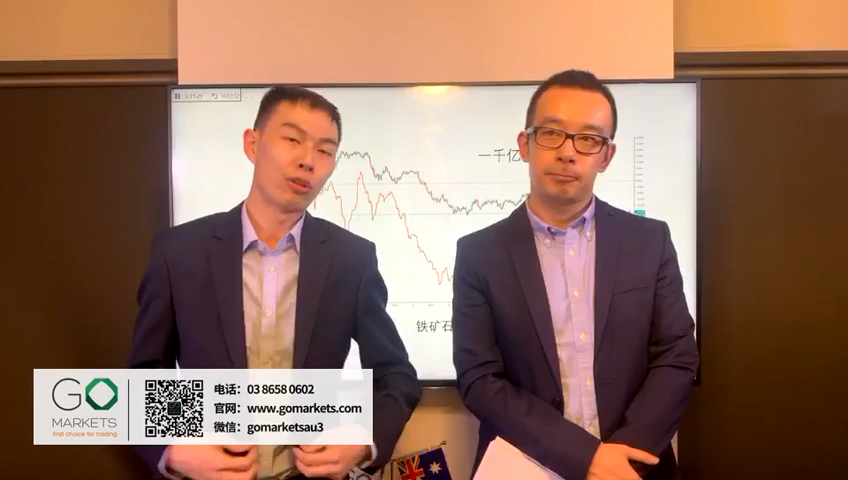 一千亿
铁矿石
GO
MARKETS
first choice for trading
电话：03 8658 0602
官网：www.gomarkets.com
微信：gomarketsau3